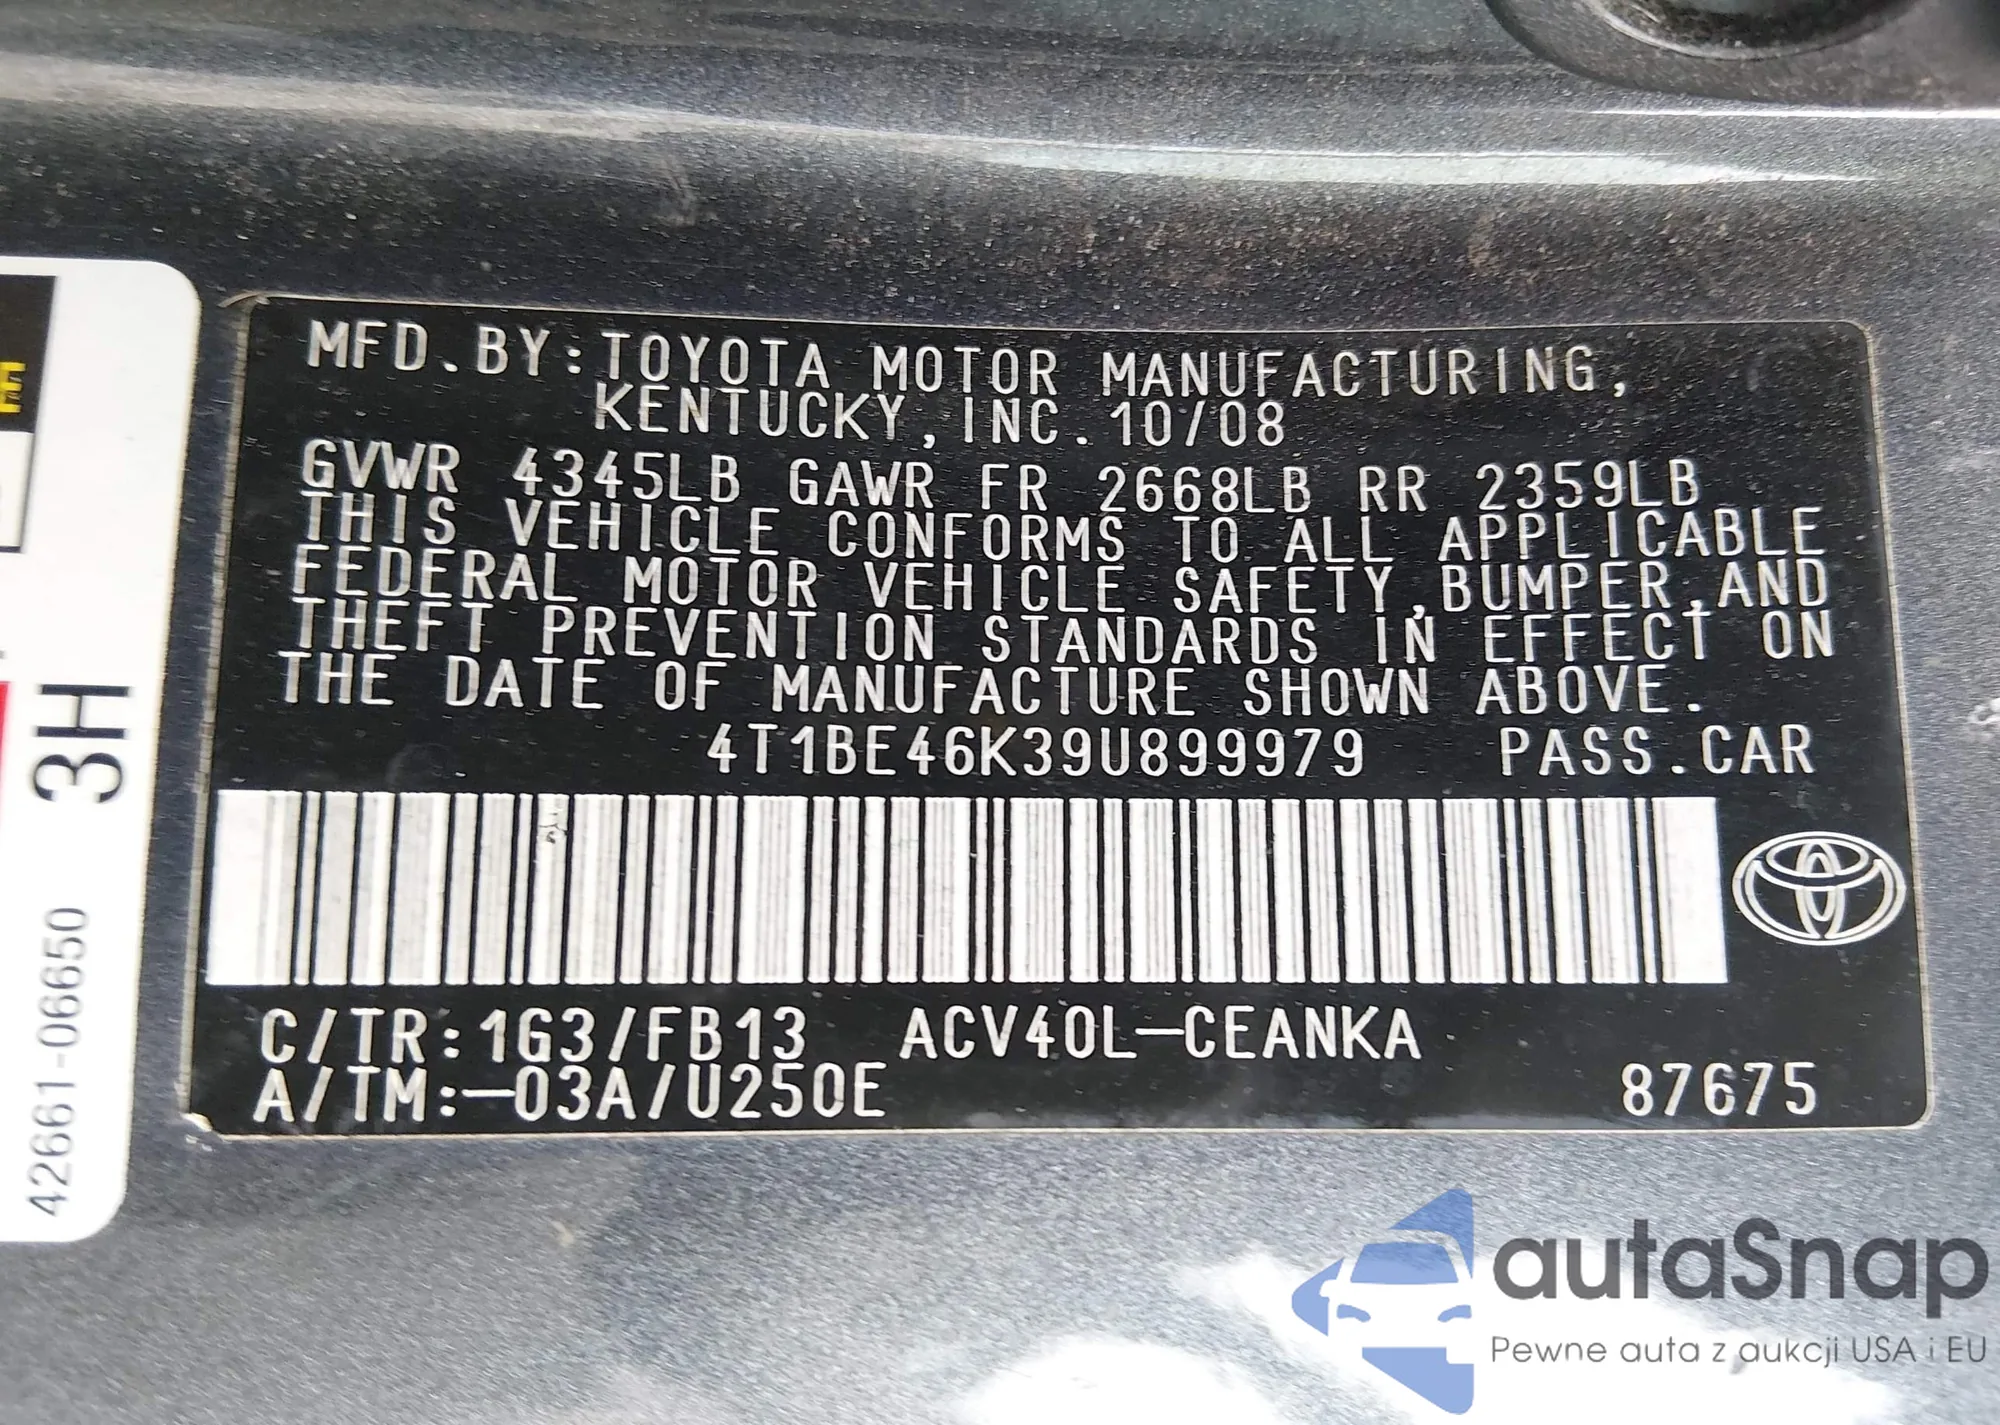 MFD.BY:TOYOTA MOTOR MANUFACTURING,
KENTUCKY,INC.10/08
GVWR 4345LB GAWR FR 2668LB RR 2359LB
THIS VEHICLE CONFORMS TO ALL APPLICABLE
FEDERAL MOTOR VEHICLE SAFETY,BUMPER,AND
THEFT PREVENTION STANDARDS IN EFFECT ON
THE DATE OF MANUFACTURE SHOWN ABOVE.
4T1BE46K39U899979 PASS.CAR
C/TR:1G3/FB13 ACV40L-CEANKA
A/TM:-03A/U250E 87675
E
3H
42661-06650
autaSnap
Pewne auta z aukcji USA i EU